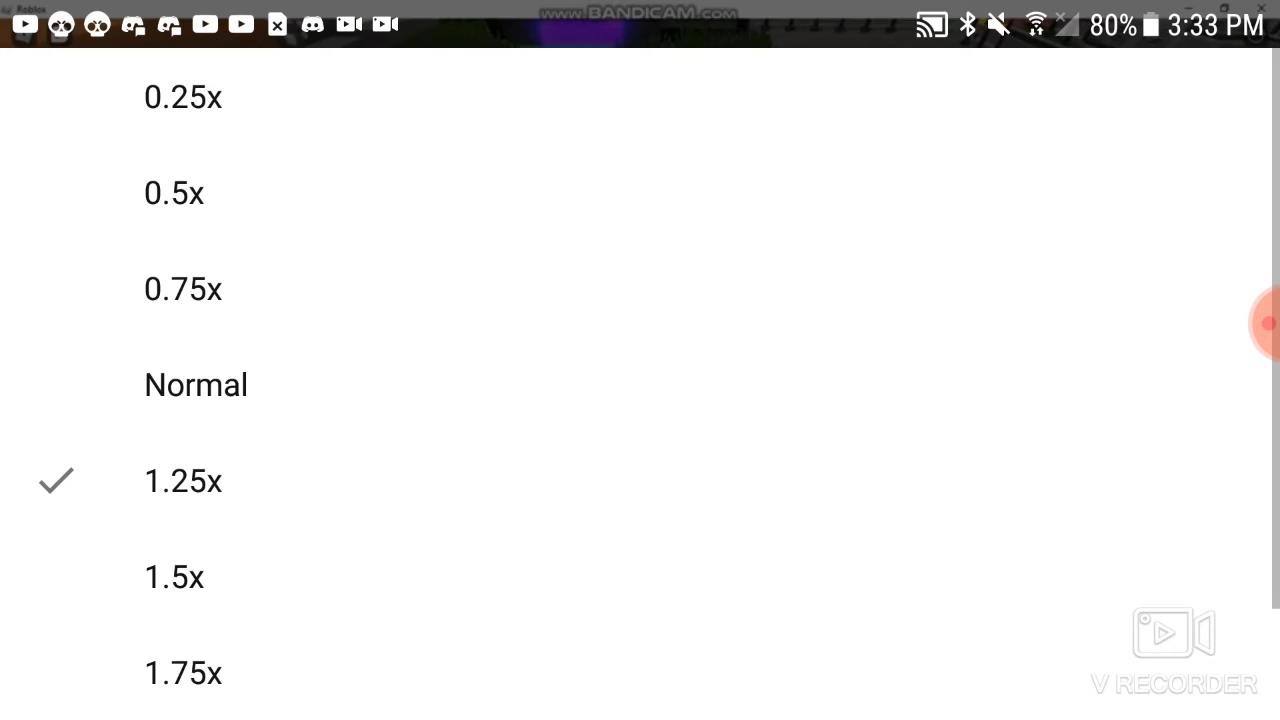 Roblox
www.BANDICAM.com
80% 3:33 PM
0.25x
0.5x
0.75x
Normal
1.25x
1.5x
1.75x
V RECORDER